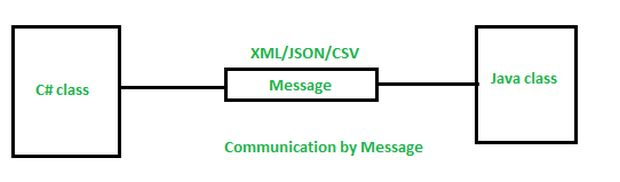 XML/JSON/CSV
C# class
Message
Java class
Communication by Message